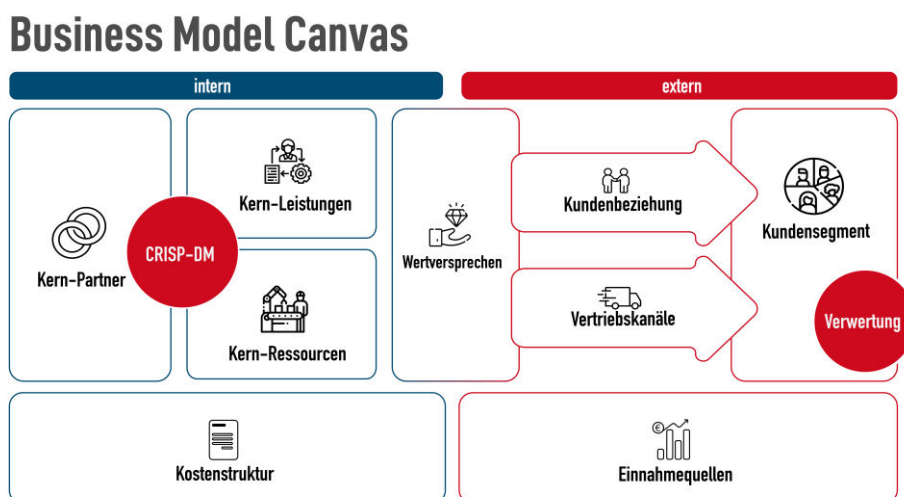 Business Model Canvas
intern
extern
Kern-Partner
CRISP-DM
Kern-Leistungen
Kern-Ressourcen
Wertversprechen
Kundenbeziehung
Vertriebskanäle
Kundensegment
Verwertung
Kostenstruktur
€
Einnahmequellen